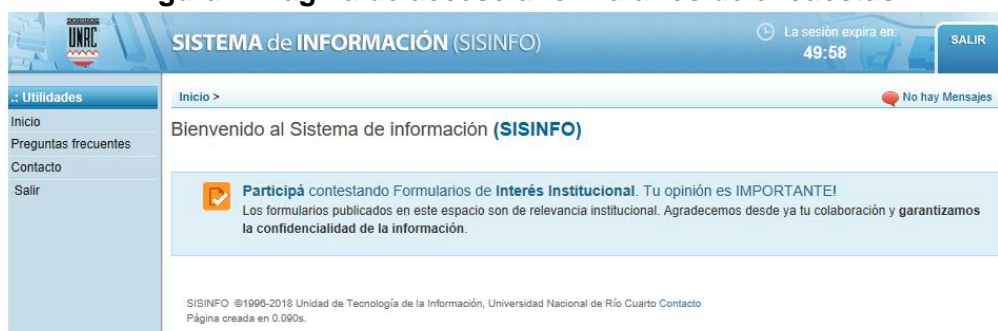 UNRC
SISTEMA de INFORMACIÓN (SISINFO)
La sesión expira en:
49:58
SALIR
.: Utilidades
Inicio
Preguntas frecuentes
Contacto
Salir
Inicio >
No hay Mensajes
Bienvenido al Sistema de información (SISINFO)
Participá contestando Formularios de Interés Institucional. Tu opinión es IMPORTANTE!
Los formularios publicados en este espacio son de relevancia institucional. Agradecemos desde ya tu colaboración y garantizamos
la confidencialidad de la información.
SISINFO ©1996-2018 Unidad de Tecnología de la Información, Universidad Nacional de Río Cuarto Contacto
Página creada en 0.090s.